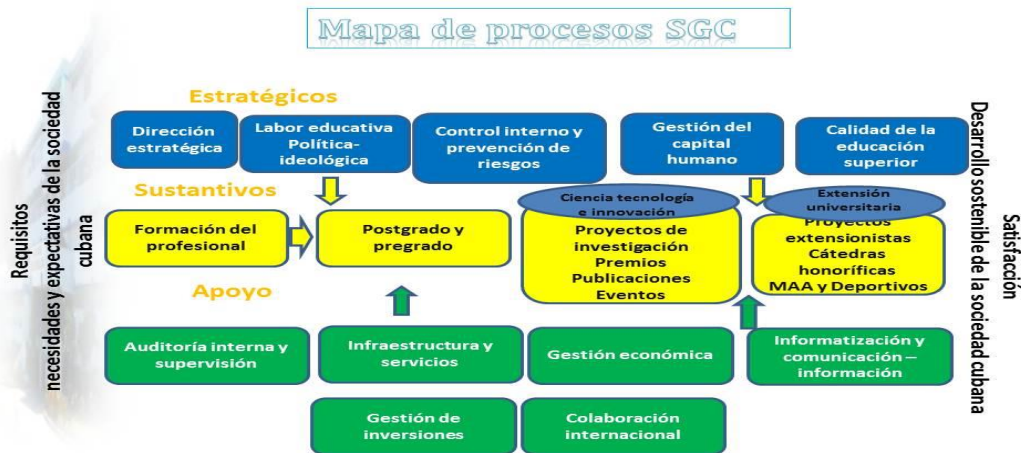 Mapa de procesos SGC
Requisitos
necesidades y expectativas de la sociedad
cubana
Estratégicos
Dirección
estratégica
Labor educativa
Política-
ideológica
Control interno y
prevención de
riesgos
Gestión del
capital
humano
Calidad de la
educación
superior
Sustantivos
Formación del
profesional
Postgrado y
pregrado
Ciencia tecnología
e innovación
Proyectos de
investigación
Premios
Publicaciones
Eventos
Extensión
universitaria
Proyectos
extensionistas
Cátedras
honoríficas
MAA y Deportivos
Apoyo
Auditoría interna y
supervisión
Infraestructura y
servicios
Gestión económica
Informatización y
comunicación –
información
Gestión de
inversiones
Colaboración
internacional
Satisfacción
Desarrollo sostenible de la sociedad cubana